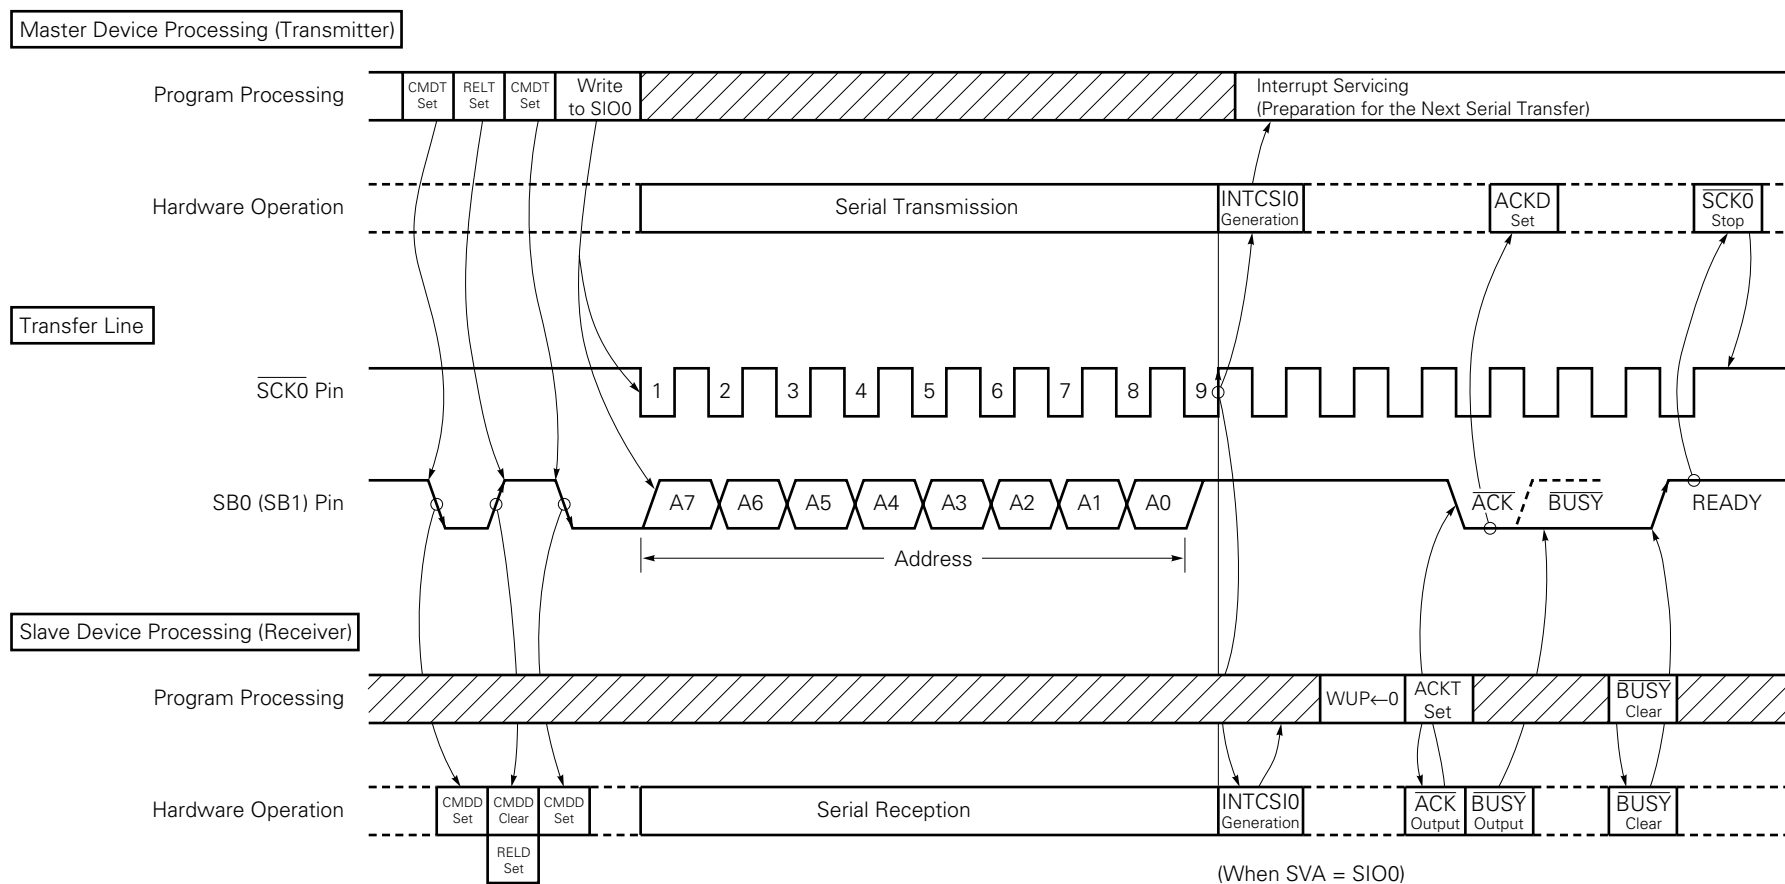 Master Device Processing (Transmitter)
Program Processing
CMDT
Set
RELT
Set
CMDT
Set
Write
to SIO0
Interrupt Servicing
(Preparation for the Next Serial Transfer)
Hardware Operation
Serial Transmission
INTCSI0
Generation
ACKD
Set
SCK0
Stop
Transfer Line
SCK0 Pin
1 2 3 4 5 6 7 8 9
SB0 (SB1) Pin
A7 A6 A5 A4 A3 A2 A1 A0
ACK
BUSY
READY
Address
Slave Device Processing (Receiver)
Program Processing
WUP←0
ACKT
Set
BUSY
Clear
Hardware Operation
CMDD
Set
CMDD
Clear
CMDD
Set
RELD
Set
Serial Reception
INTCSI0
Generation
ACK
Output
BUSY
Output
BUSY
Clear
(When SVA = SIO0)